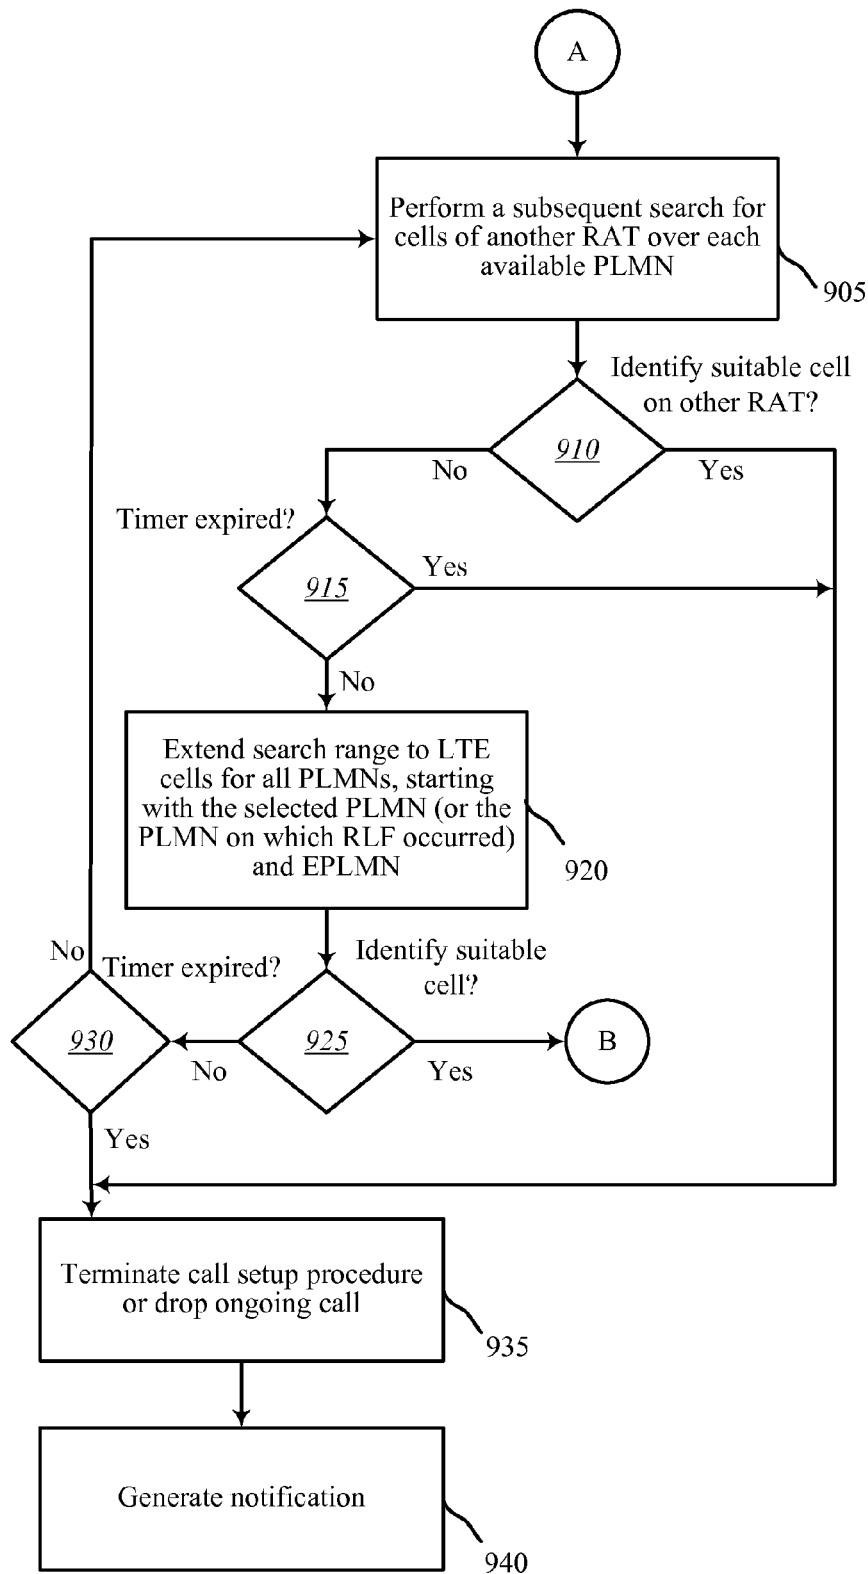 A
Perform a subsequent search for
cells of another RAT over each
available PLMN
905
Identify suitable cell
on other RAT?
910
No
Yes
Timer expired?
915
Yes
No
Extend search range to LTE
cells for all PLMNs, starting
with the selected PLMN (or the
PLMN on which RLF occurred)
and EPLMN
920
No
Timer expired?
Identify suitable
cell?
930
925
B
No
Yes
Yes
Terminate call setup procedure
or drop ongoing call
935
Generate notification
940